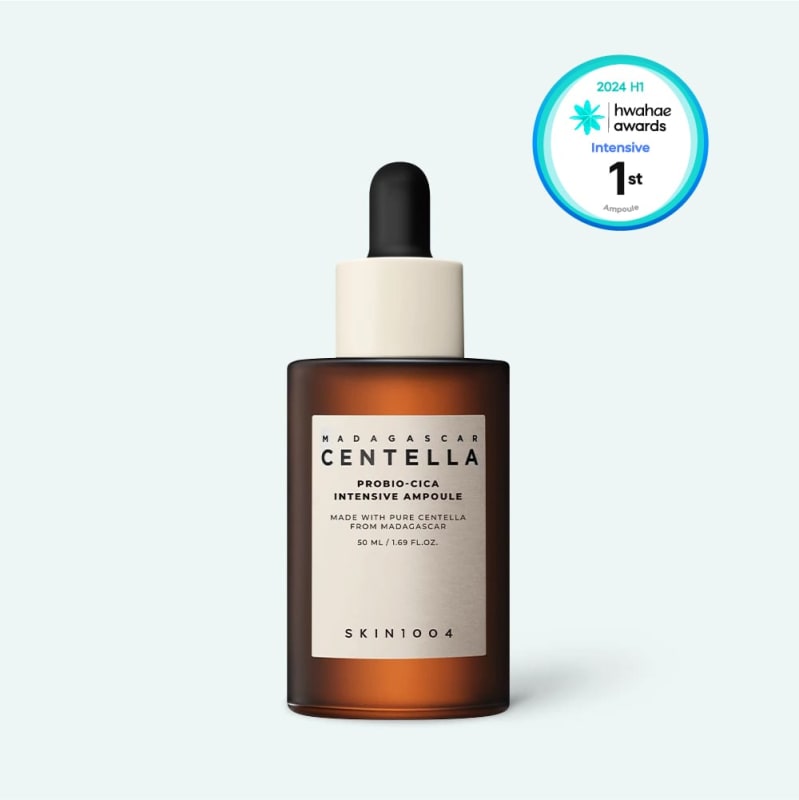 2024 H1
hwahae
awards
Intensive
1st
Ampoule
MADAGASCAR
CENTELLA
PROBIO-CICA
INTENSIVE AMPOULE
MADE WITH PURE CENTELLA
FROM MADAGASCAR
50 ML / 1.69 FL.OZ.
SKIN1004